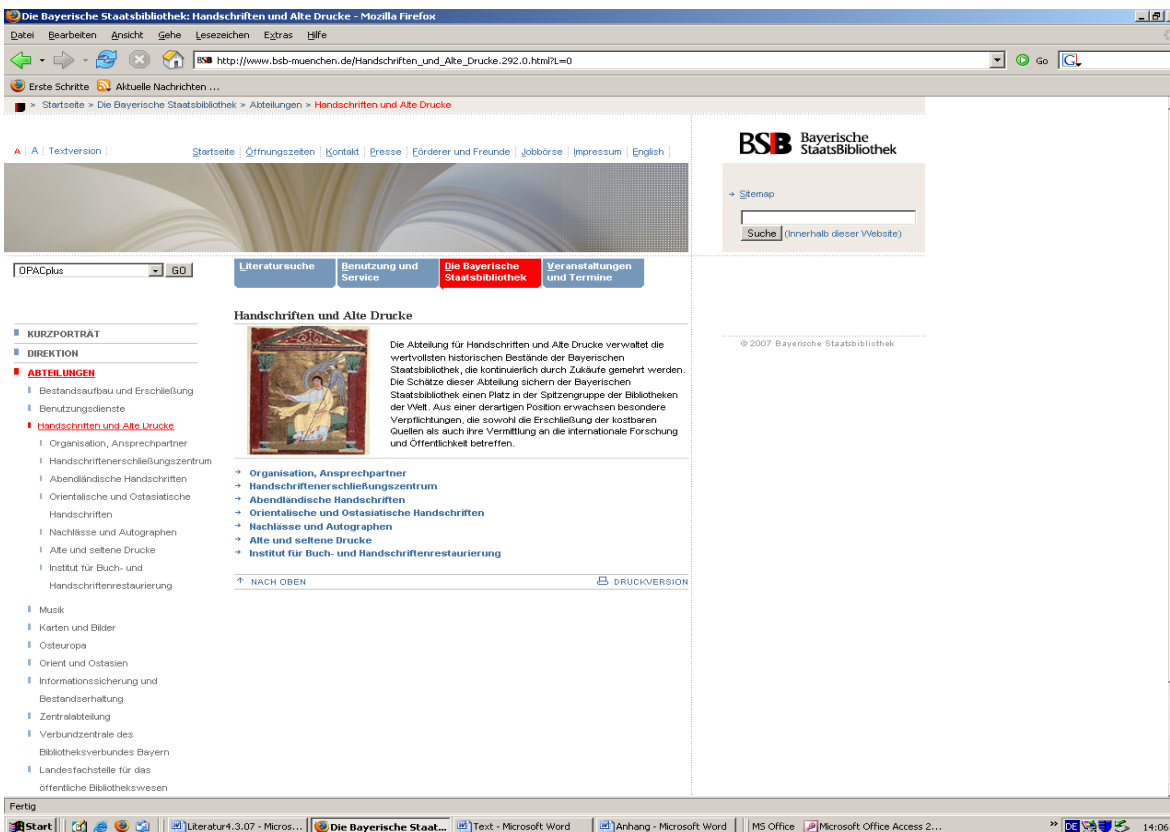 Die Bayerische Staatsbibliothek: Handschriften und Alte Drucke - Mozilla Firefox
Datei Bearbeiten Ansicht Gehe Lesezeichen Extras Hilfe
BSB http://www.bsb-muenchen.de/Handschriften_und_Alte_Drucke.292.0.html?L=0 Go G
Erste Schritte Aktuelle Nachrichten ...
> Startseite > Die Bayerische Staatsbibliothek > Abteilungen > Handschriften und Alte Drucke
A A Textversion
Startseite Öffnungszeiten Kontakt Presse Förderer und Freunde Jobbörse Impressum English
BSB Bayerische
StaatsBibliothek
→ Sitemap
Suche (Innerhalb dieser Website)
OPACplus GO
Literatursuche
Benutzung und
Service
Die Bayerische
Staatsbibliothek
Veranstaltungen
und Termine
KURZPORTRÄT
DIREKTION
ABTEILUNGEN
Bestandsaufbau und Erschließung
Benutzungsdienste
Handschriften und Alte Drucke
Organisation, Ansprechpartner
Handschriftenerschließungszentrum
Abendländische Handschriften
Orientalische und Ostasiatische
Handschriften
Nachlässe und Autographen
Alte und seltene Drucke
Institut für Buch- und
Handschriftenrestaurierung
Musik
Karten und Bilder
Osteuropa
Orient und Ostasien
Informationssicherung und
Bestandserhaltung
Zentralabteilung
Verbundzentrale des
Bibliotheksverbundes Bayern
Landesfachstelle für das
öffentliche Bibliothekswesen
Handschriften und Alte Drucke
Die Abteilung für Handschriften und Alte Drucke verwaltet die
wertvollsten historischen Bestände der Bayerischen
Staatsbibliothek, die kontinuierlich durch Zukäufe gemehrt werden.
Die Schätze dieser Abteilung sichern der Bayerischen
Staatsbibliothek einen Platz in der Spitzengruppe der Bibliotheken
der Welt. Aus einer derartigen Position erwachsen besondere
Verpflichtungen, die sowohl die Erschließung der kostbaren
Quellen als auch ihre Vermittlung an die internationale Forschung
und Öffentlichkeit betreffen.
→ Organisation, Ansprechpartner
→ Handschriftenerschließungszentrum
→ Abendländische Handschriften
→ Orientalische und Ostasiatische Handschriften
→ Nachlässe und Autographen
→ Alte und seltene Drucke
→ Institut für Buch- und Handschriftenrestaurierung
↑ NACH OBEN DRUCKVERSION
© 2007 Bayerische Staatsbibliothek
Fertig
Start Literatur4.3.07 - Micros... Die Bayerische Staat... Text - Microsoft Word Anhang - Microsoft Word MS Office Microsoft Office Access 2... » DE 14:06